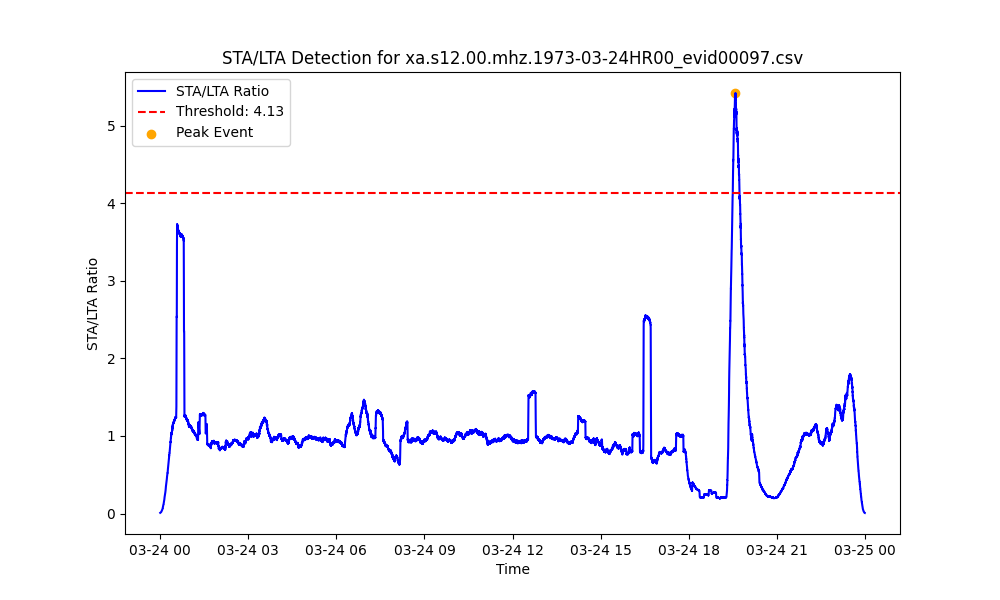 STA/LTA Detection for xa.s12.00.mhz.1973-03-24HR00_evid00097.csv
STA/LTA Ratio
Threshold: 4.13
Peak Event
STA/LTA Ratio
5
4
3
2
1
0
03-24 00 03-24 03 03-24 06 03-24 09 03-24 12 03-24 15 03-24 18 03-24 21 03-25 00
Time